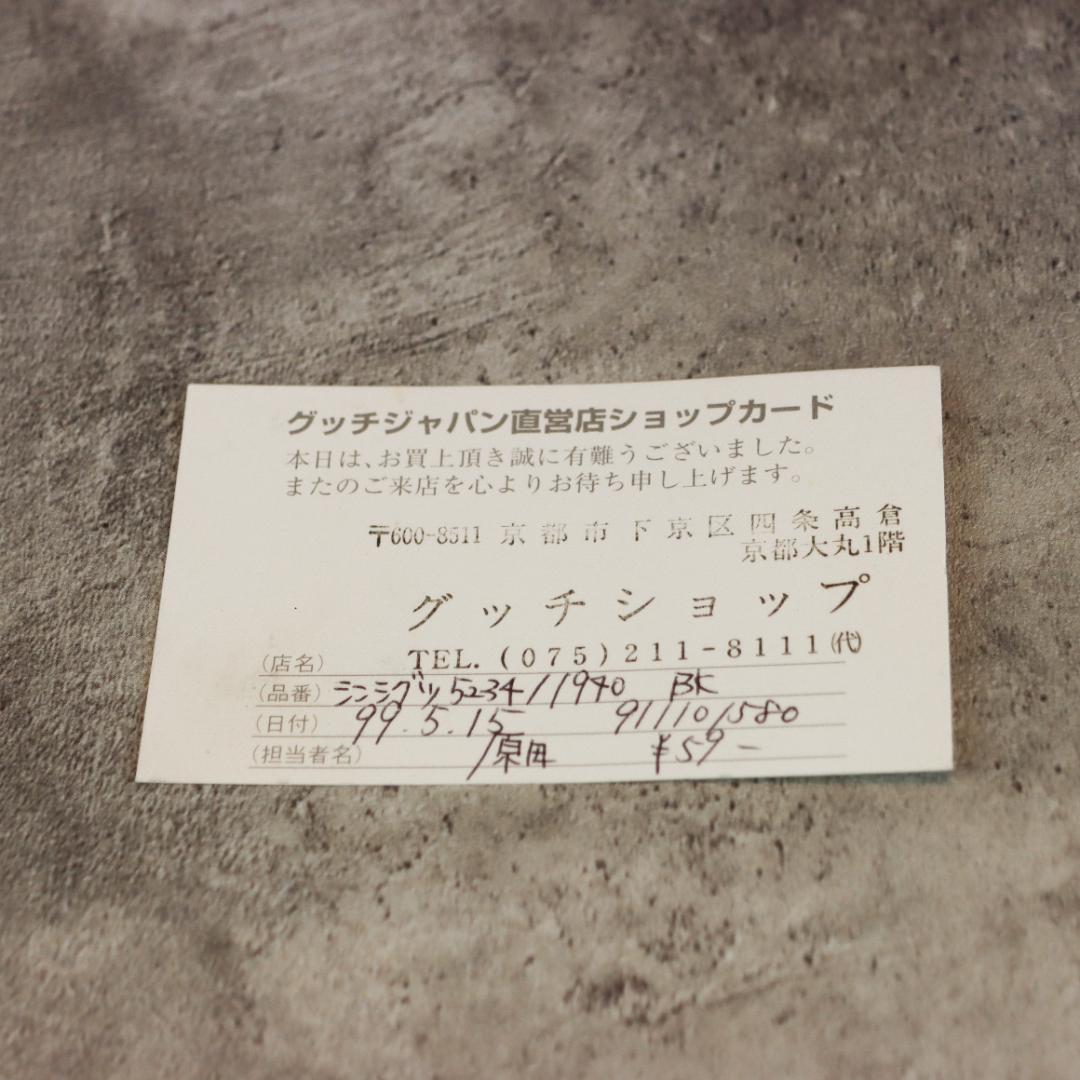 グッチジャパン直営店ショップカード
本日は、お買上頂き誠に有難うございました。
またのご来店を心よりお待ち申し上げます。
〒600-8511 京都市下京区四条高倉
京都大丸1階
グッチショップ
(店名) TEL.(075)211-8111(代)
(品番) シンシグッ 5234/1940 BK
(日付) 99.5.15 91/10/580
(担当者名) /原田 ¥59-